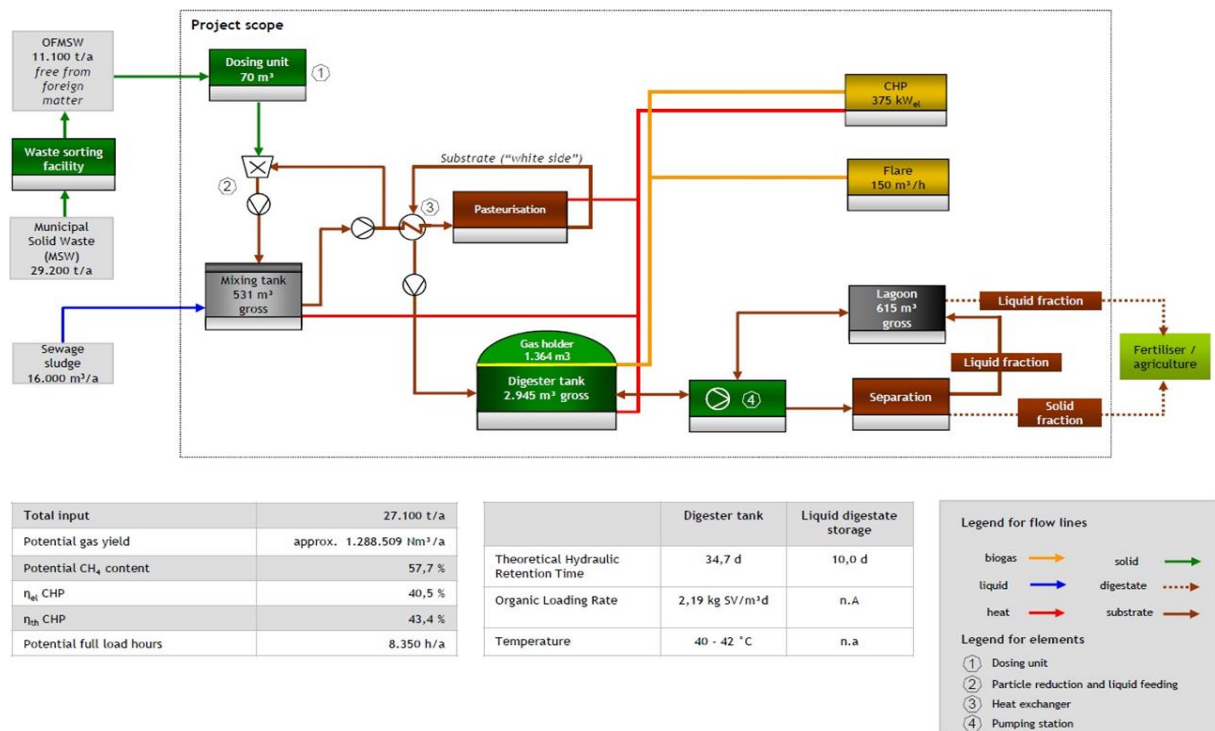 Project scope
OFMSW
11.100 t/a
free from
foreign
matter
Waste sorting
facility
Municipal
Solid Waste
(MSW)
29.200 t/a
Sewage
sludge
16.000 m³/a
Dosing unit
70 m³
1
2
Mixing tank
531 m³
gross
3
Substrate (“white side”)
Pasteurisation
Gas holder
1.364 m3
Digester tank
2.945 m³ gross
4
CHP
375 kWel
Flare
150 m³/h
Lagoon
615 m³
gross
Liquid fraction
Liquid fraction
Separation
Solid
fraction
Fertiliser /
agriculture
Total input 27.100 t/a
Potential gas yield approx. 1.288.509 Nm³/a
Potential CH₄ content 57,7 %
ηel CHP 40,5 %
ηth CHP 43,4 %
Potential full load hours 8.350 h/a
Digester tank Liquid digestate
storage
Theoretical Hydraulic
Retention Time 34,7 d 10,0 d
Organic Loading Rate 2,19 kg SV/m³d n.A
Temperature 40 - 42 °C n.a
Legend for flow lines
biogas solid
liquid digestate
heat substrate
Legend for elements
1 Dosing unit
2 Particle reduction and liquid feeding
3 Heat exchanger
4 Pumping station